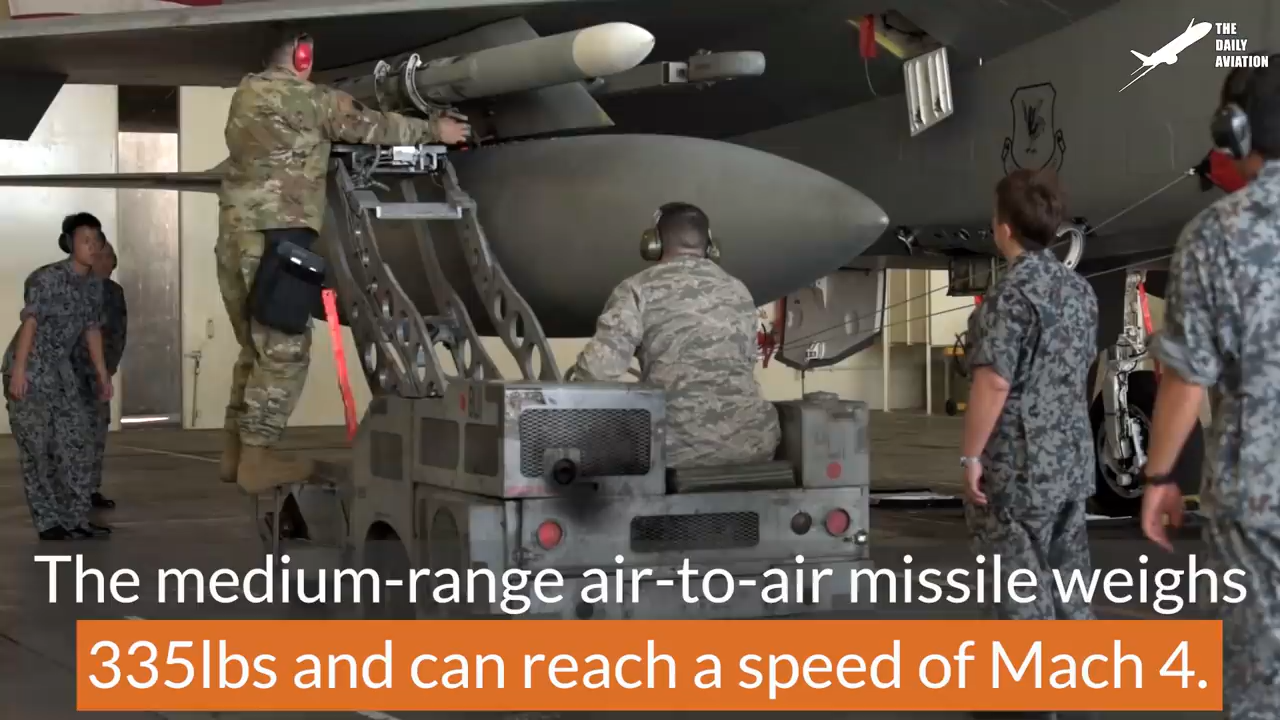 THE
DAILY
AVIATION
The medium-range air-to-air missile weighs
335lbs and can reach a speed of Mach 4.